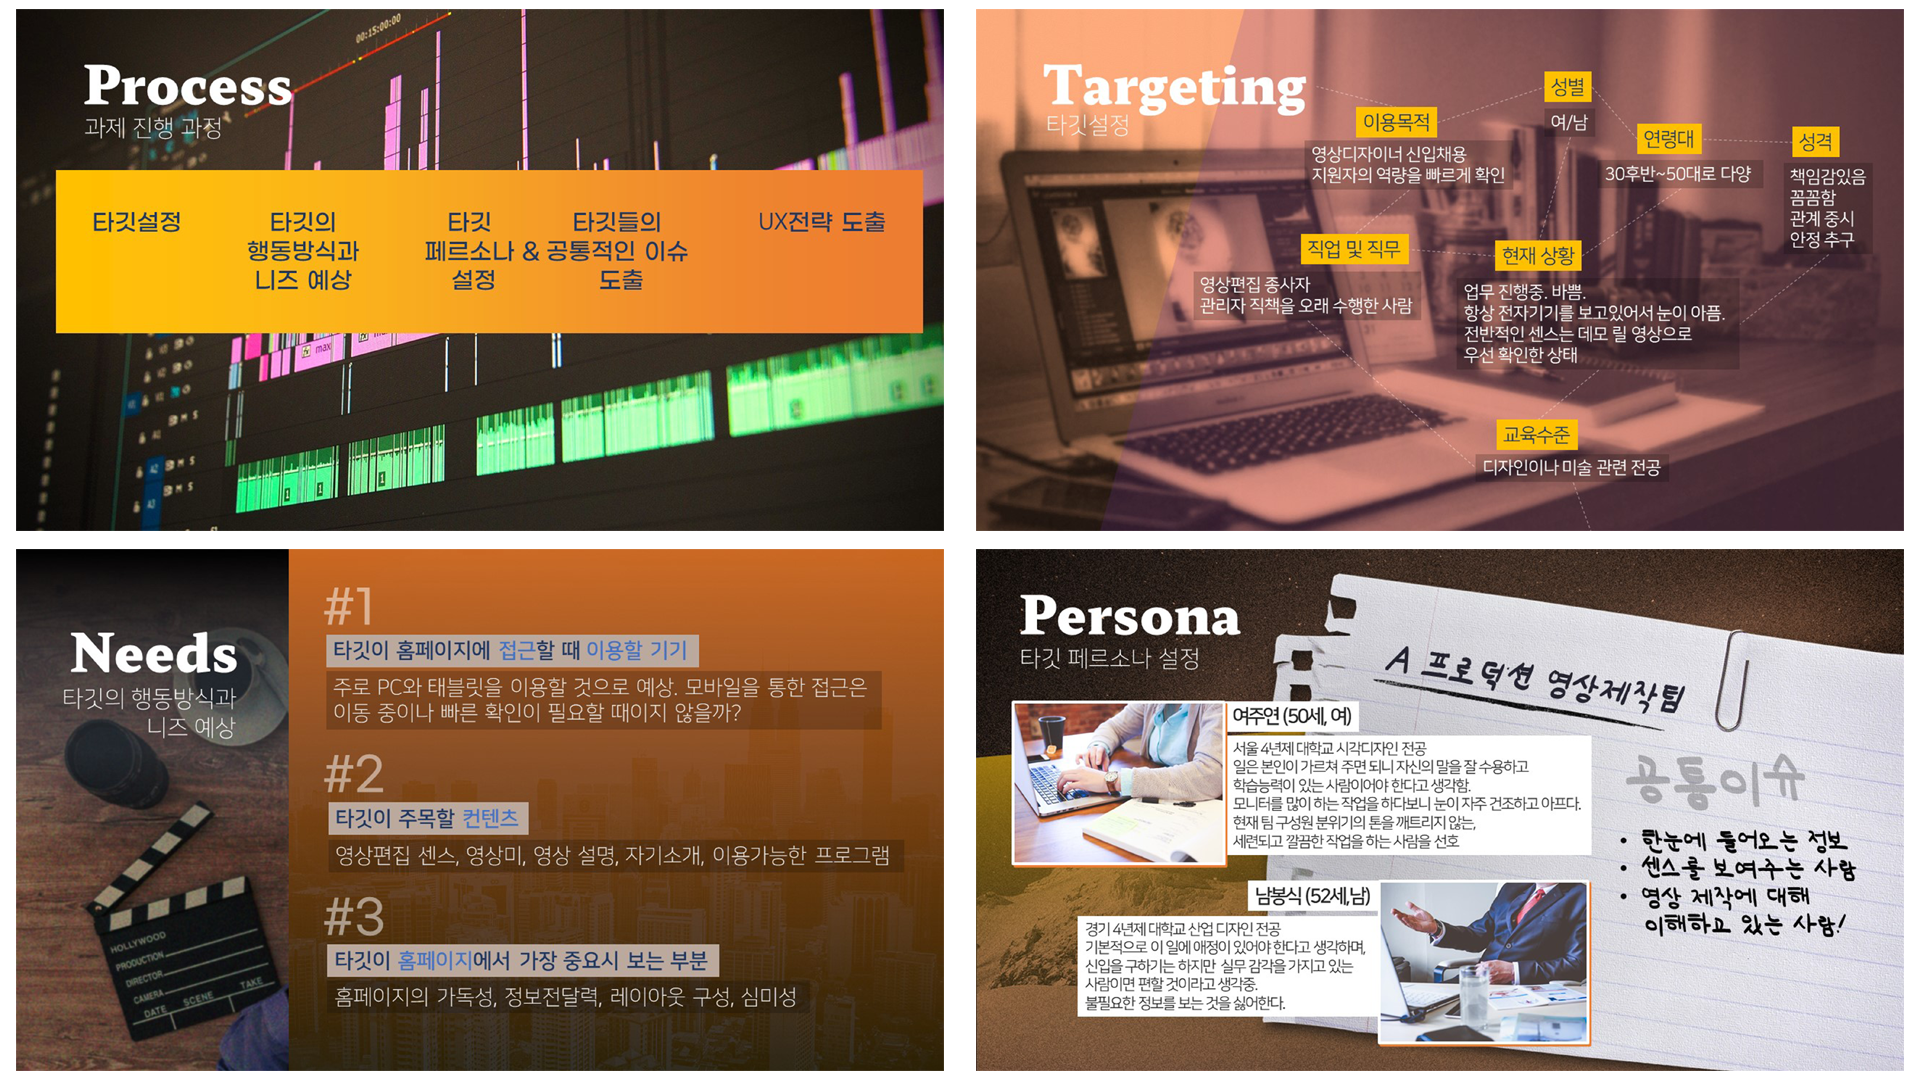 00:15:00:00
Process
과제 진행 과정
타깃설정
타깃의
행동방식과
니즈 예상
타깃 타깃들의
페르소나 & 공통적인 이슈
설정 도출
UX전략 도출
max
Targeting
타깃설정
이용목적
영상디자이너 신입채용
지원자의 역량을 빠르게 확인
성별
여/남
연령대
30후반~50대로 다양
성격
책임감있음
꼼꼼함
관계 중시
안정 추구
직업 및 직무
영상편집 종사자
관리자 직책을 오래 수행한 사람
현재 상황
업무 진행중. 바쁨.
항상 전자기기를 보고있어서 눈이 아픔.
전반적인 센스는 데모 릴 영상으로
우선 확인한 상태
교육수준
디자인이나 미술 관련 전공
Needs
타깃의 행동방식과
니즈 예상
HOLLYWOOD
PRODUCTION
DIRECTOR
CAMERA
DATE SCENE TAKE
#1
타깃이 홈페이지에 접근할 때 이용할 기기
주로 PC와 태블릿을 이용할 것으로 예상. 모바일을 통한 접근은
이동 중이나 빠른 확인이 필요할 때이지 않을까?
#2
타깃이 주목할 컨텐츠
영상편집 센스, 영상미, 영상 설명, 자기소개, 이용가능한 프로그램
#3
타깃이 홈페이지에서 가장 중요시 보는 부분
홈페이지의 가독성, 정보전달력, 레이아웃 구성, 심미성
Persona
타깃 페르소나 설정
A 프로덕션 영상제작팀
여주연 (50세, 여)
서울 4년제 대학교 시각디자인 전공
일은 본인이 가르쳐 주면 되니 자신의 말을 잘 수용하고
학습능력이 있는 사람이어야 한다고 생각함.
모니터를 많이 하는 작업을 하다보니 눈이 자주 건조하고 아프다.
현재 팀 구성원 분위기의 톤을 깨트리지 않는,
세련되고 깔끔한 작업을 하는 사람을 선호
남봉식 (52세,남)
경기 4년제 대학교 산업 디자인 전공
기본적으로 이 일에 애정이 있어야 한다고 생각하며,
신입을 구하기는 하지만 실무 감각을 가지고 있는
사람이면 편할 것이라고 생각중.
불필요한 정보를 보는 것을 싫어한다.
공통이슈
• 한눈에 들어오는 정보
• 센스를 보여주는 사람
• 영상 제작에 대해
이해하고 있는 사람!